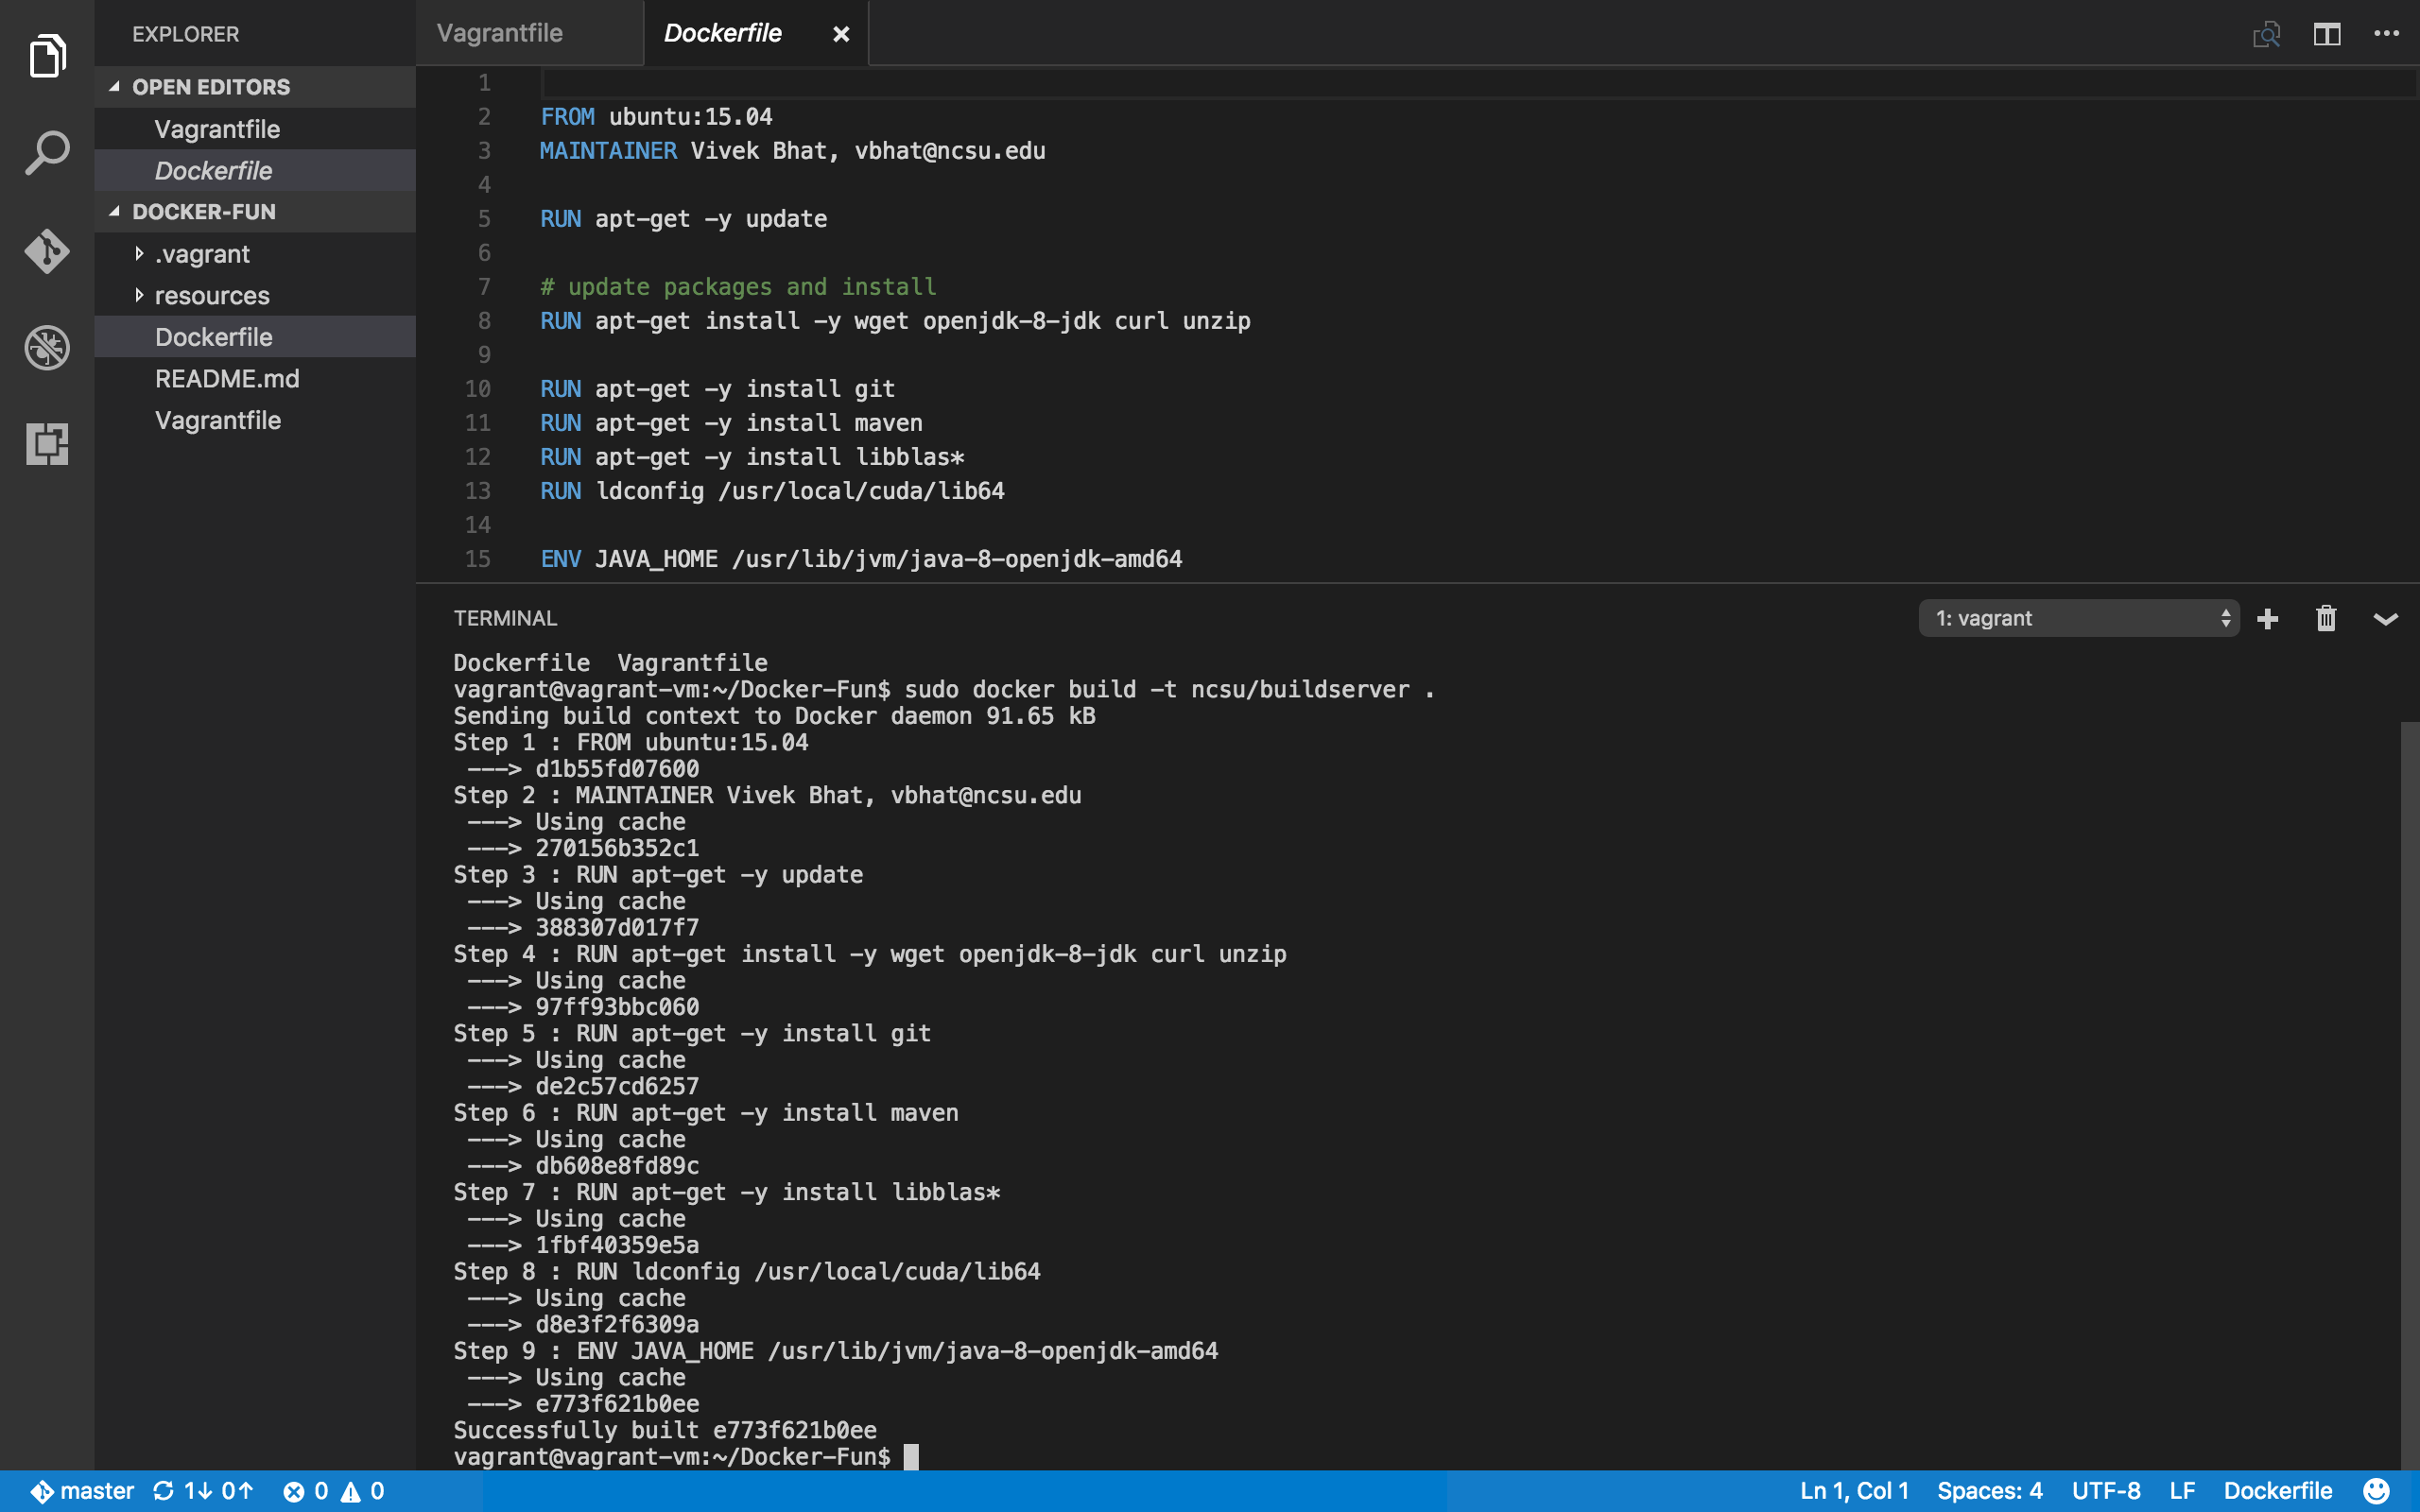 EXPLORER
OPEN EDITORS
Vagrantfile
Dockerfile
DOCKER-FUN
.vagrant
resources
Dockerfile
README.md
Vagrantfile
Vagrantfile Dockerfile
1
2 FROM ubuntu:15.04
3 MAINTAINER Vivek Bhat, vbhat@ncsu.edu
4
5 RUN apt-get -y update
6
7 # update packages and install
8 RUN apt-get install -y wget openjdk-8-jdk curl unzip
9
10 RUN apt-get -y install git
11 RUN apt-get -y install maven
12 RUN apt-get -y install libblas*
13 RUN ldconfig /usr/local/cuda/lib64
14
15 ENV JAVA_HOME /usr/lib/jvm/java-8-openjdk-amd64
TERMINAL 1: vagrant
Dockerfile  Vagrantfile
vagrant@vagrant-vm:~/Docker-Fun$ sudo docker build -t ncsu/buildserver .
Sending build context to Docker daemon 91.65 kB
Step 1 : FROM ubuntu:15.04
 ---> d1b55fd07600
Step 2 : MAINTAINER Vivek Bhat, vbhat@ncsu.edu
 ---> Using cache
 ---> 270156b352c1
Step 3 : RUN apt-get -y update
 ---> Using cache
 ---> 388307d017f7
Step 4 : RUN apt-get install -y wget openjdk-8-jdk curl unzip
 ---> Using cache
 ---> 97ff93bbc060
Step 5 : RUN apt-get -y install git
 ---> Using cache
 ---> de2c57cd6257
Step 6 : RUN apt-get -y install maven
 ---> Using cache
 ---> db608e8fd89c
Step 7 : RUN apt-get -y install libblas*
 ---> Using cache
 ---> 1fbf40359e5a
Step 8 : RUN ldconfig /usr/local/cuda/lib64
 ---> Using cache
 ---> d8e3f2f6309a
Step 9 : ENV JAVA_HOME /usr/lib/jvm/java-8-openjdk-amd64
 ---> Using cache
 ---> e773f621b0ee
Successfully built e773f621b0ee
vagrant@vagrant-vm:~/Docker-Fun$
master 1↓ 0↑ 0 0 Ln 1, Col 1 Spaces: 4 UTF-8 LF Dockerfile